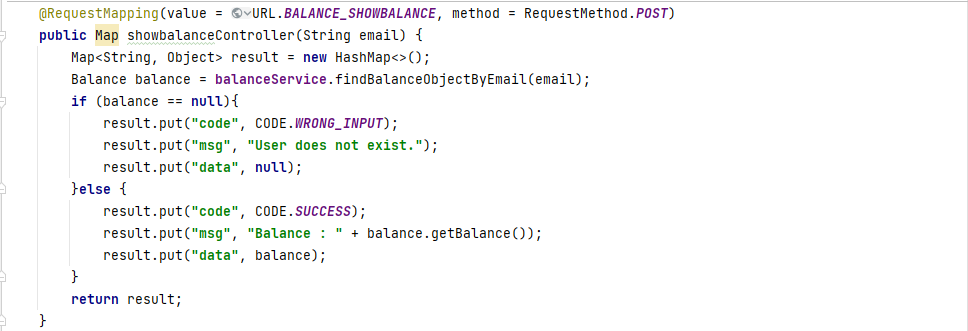 @RequestMapping(value = URL.BALANCE_SHOWBALANCE, method = RequestMethod.POST)
public Map showbalanceController(String email) {
    Map<String, Object> result = new HashMap<>();
    Balance balance = balanceService.findBalanceObjectByEmail(email);
    if (balance == null){
        result.put("code", CODE.WRONG_INPUT);
        result.put("msg", "User does not exist.");
        result.put("data", null);
    }else {
        result.put("code", CODE.SUCCESS);
        result.put("msg", "Balance : " + balance.getBalance());
        result.put("data", balance);
    }
    return result;
}